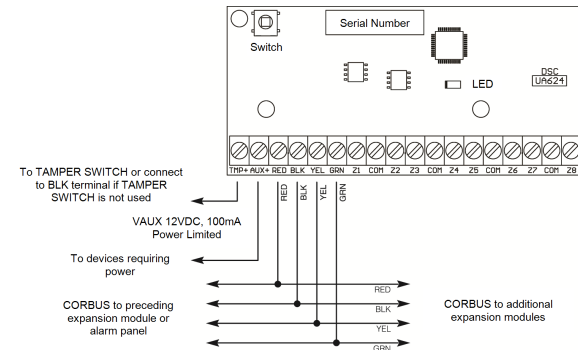 Serial Number
Switch
LED
DSC
UA624
TMP+ AUX+ RED BLK YEL GRN Z1 COM Z2 Z3 COM Z4 Z5 COM Z6 Z7 COM Z8
To TAMPER SWITCH or connect
to BLK terminal if TAMPER
SWITCH is not used
RED
BLK
YEL
GRN
VAUX 12VDC, 100mA
Power Limited
To devices requiring
power
CORBUS to preceding
expansion module or
alarm panel
RED
BLK
YEL
GRN
CORBUS to additional
expansion modules